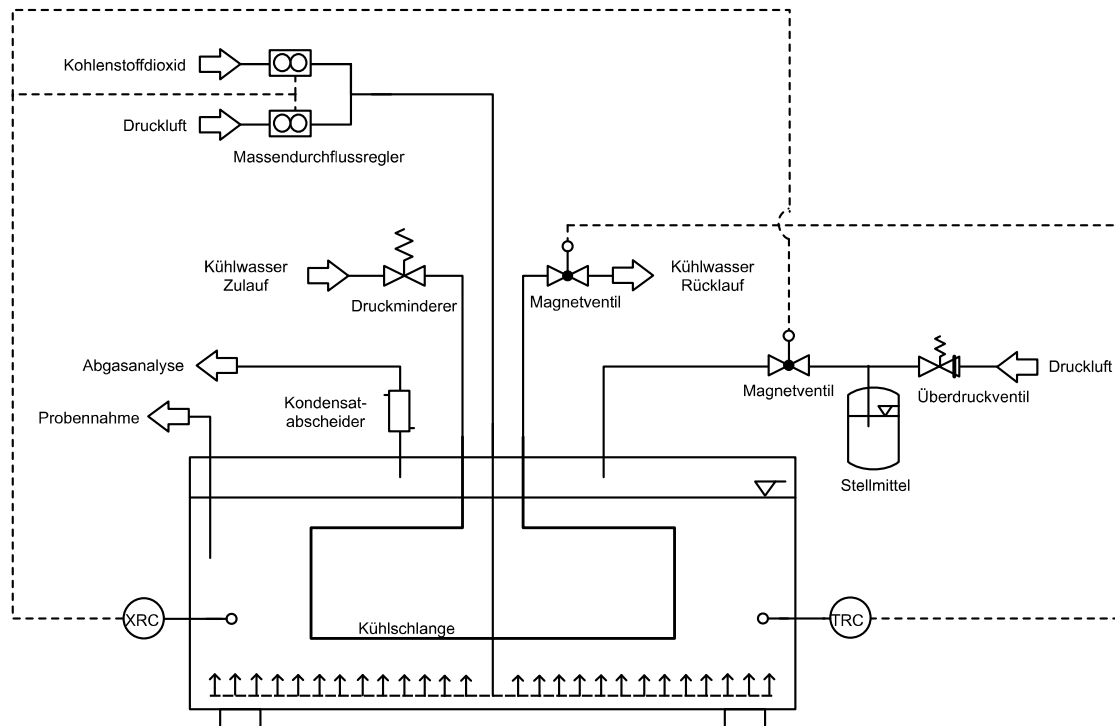 Kohlenstoffdioxid
Druckluft
Massendurchflussregler
Kühlwasser
Zulauf
Druckminderer
Kühlwasser
Rücklauf
Magnetventil
Abgasanalyse
Kondensat-
abscheider
Probennahme
Magnetventil
Druckluft
Überdruckventil
Stellmittel
XRC
Kühlschlange
TRC